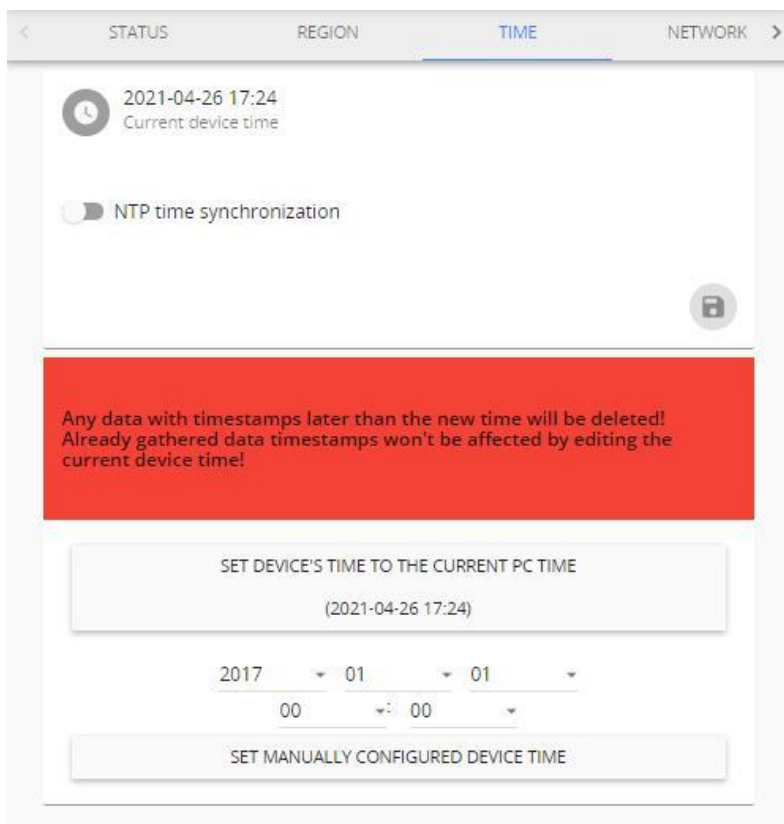 STATUS REGION TIME NETWORK
2021-04-26 17:24
Current device time
NTP time synchronization
Any data with timestamps later than the new time will be deleted!
Already gathered data timestamps won't be affected by editing the
current device time!
SET DEVICE'S TIME TO THE CURRENT PC TIME
(2021-04-26 17:24)
2017 01 01
00 : 00
SET MANUALLY CONFIGURED DEVICE TIME